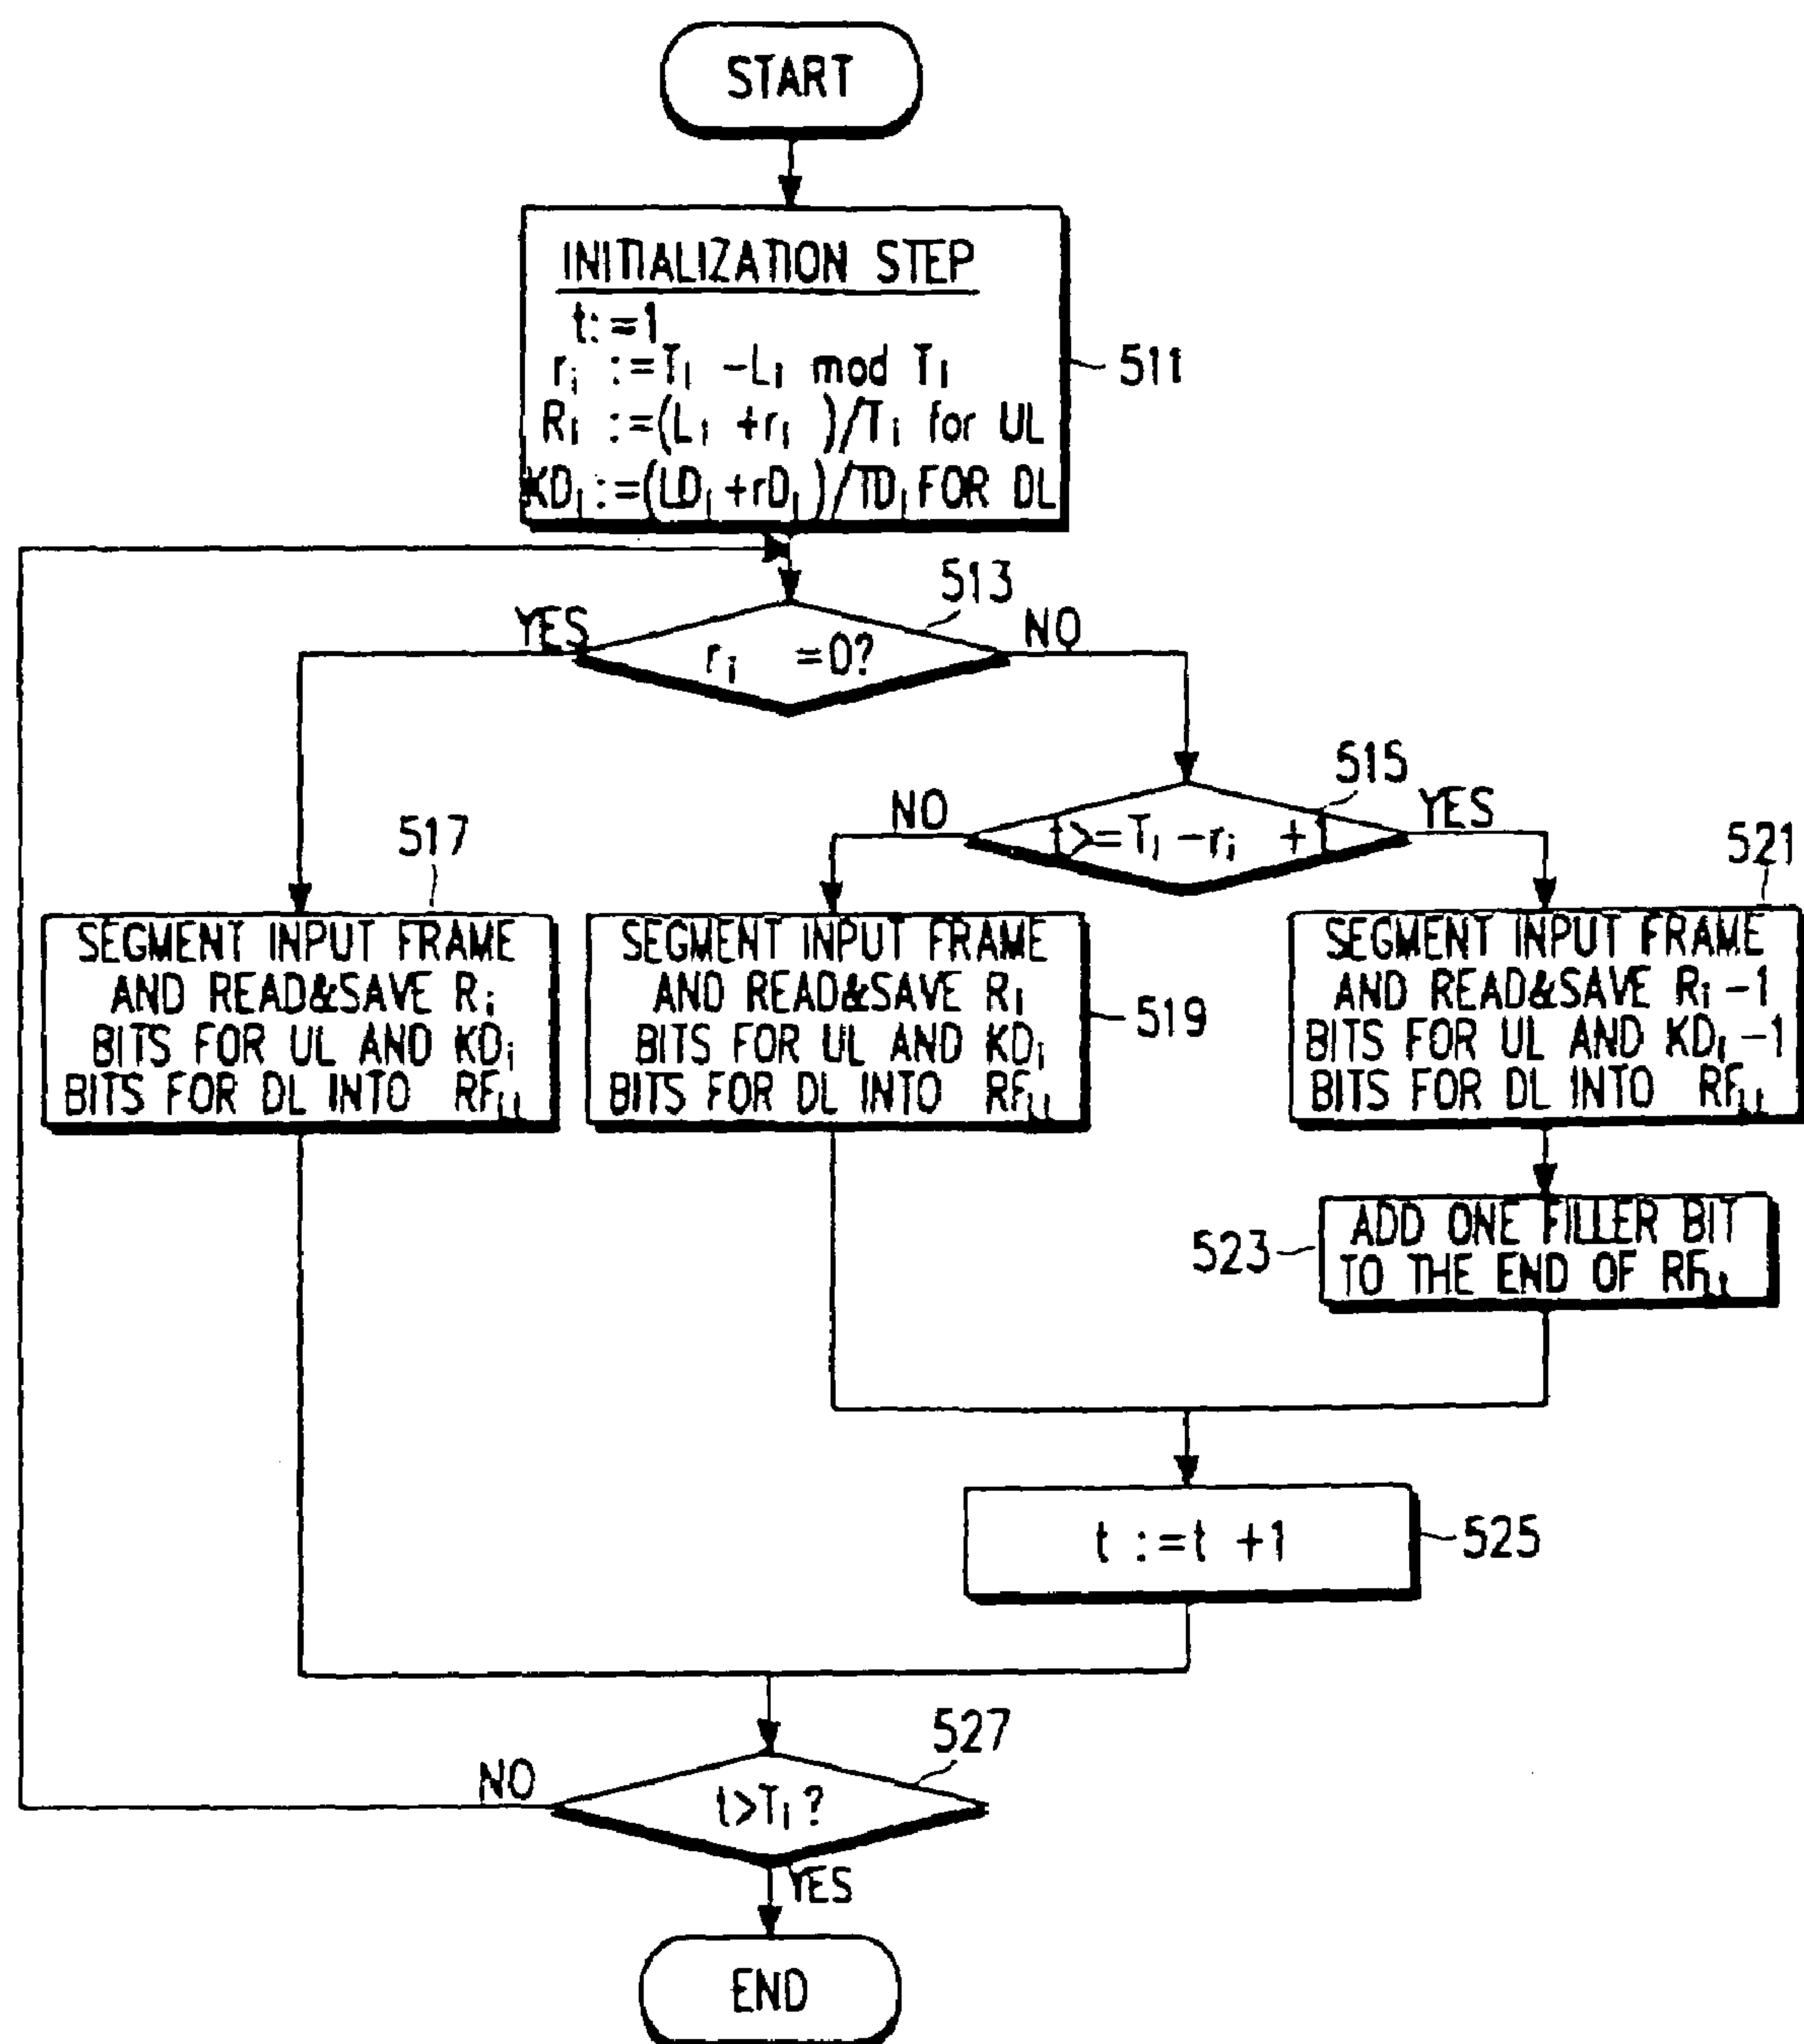 START
INITIALIZATION STEP
t:=1
rᵢ :=Tᵢ -Lᵢ mod Tᵢ
Rᵢ :=(Lᵢ +rᵢ )/Tᵢ for UL
KDᵢ :=(LDᵢ +rDᵢ )/TDᵢ FOR DL
511
513
YES
NO
rᵢ =0?
515
NO
YES
t>=Tᵢ -rᵢ +1
517
521
SEGMENT INPUT FRAME
AND READ&SAVE Rᵢ
BITS FOR UL AND KDᵢ
BITS FOR DL INTO RFᵢ,ₜ
SEGMENT INPUT FRAME
AND READ&SAVE Rᵢ
BITS FOR UL AND KDᵢ
BITS FOR DL INTO RFᵢ,ₜ
519
SEGMENT INPUT FRAME
AND READ&SAVE Rᵢ -1
BITS FOR UL AND KDᵢ -1
BITS FOR DL INTO RFᵢ,ₜ
523
ADD ONE FILLER BIT
TO THE END OF RFᵢ,ₜ
t :=t +1
525
527
NO
t>Tᵢ ?
YES
END